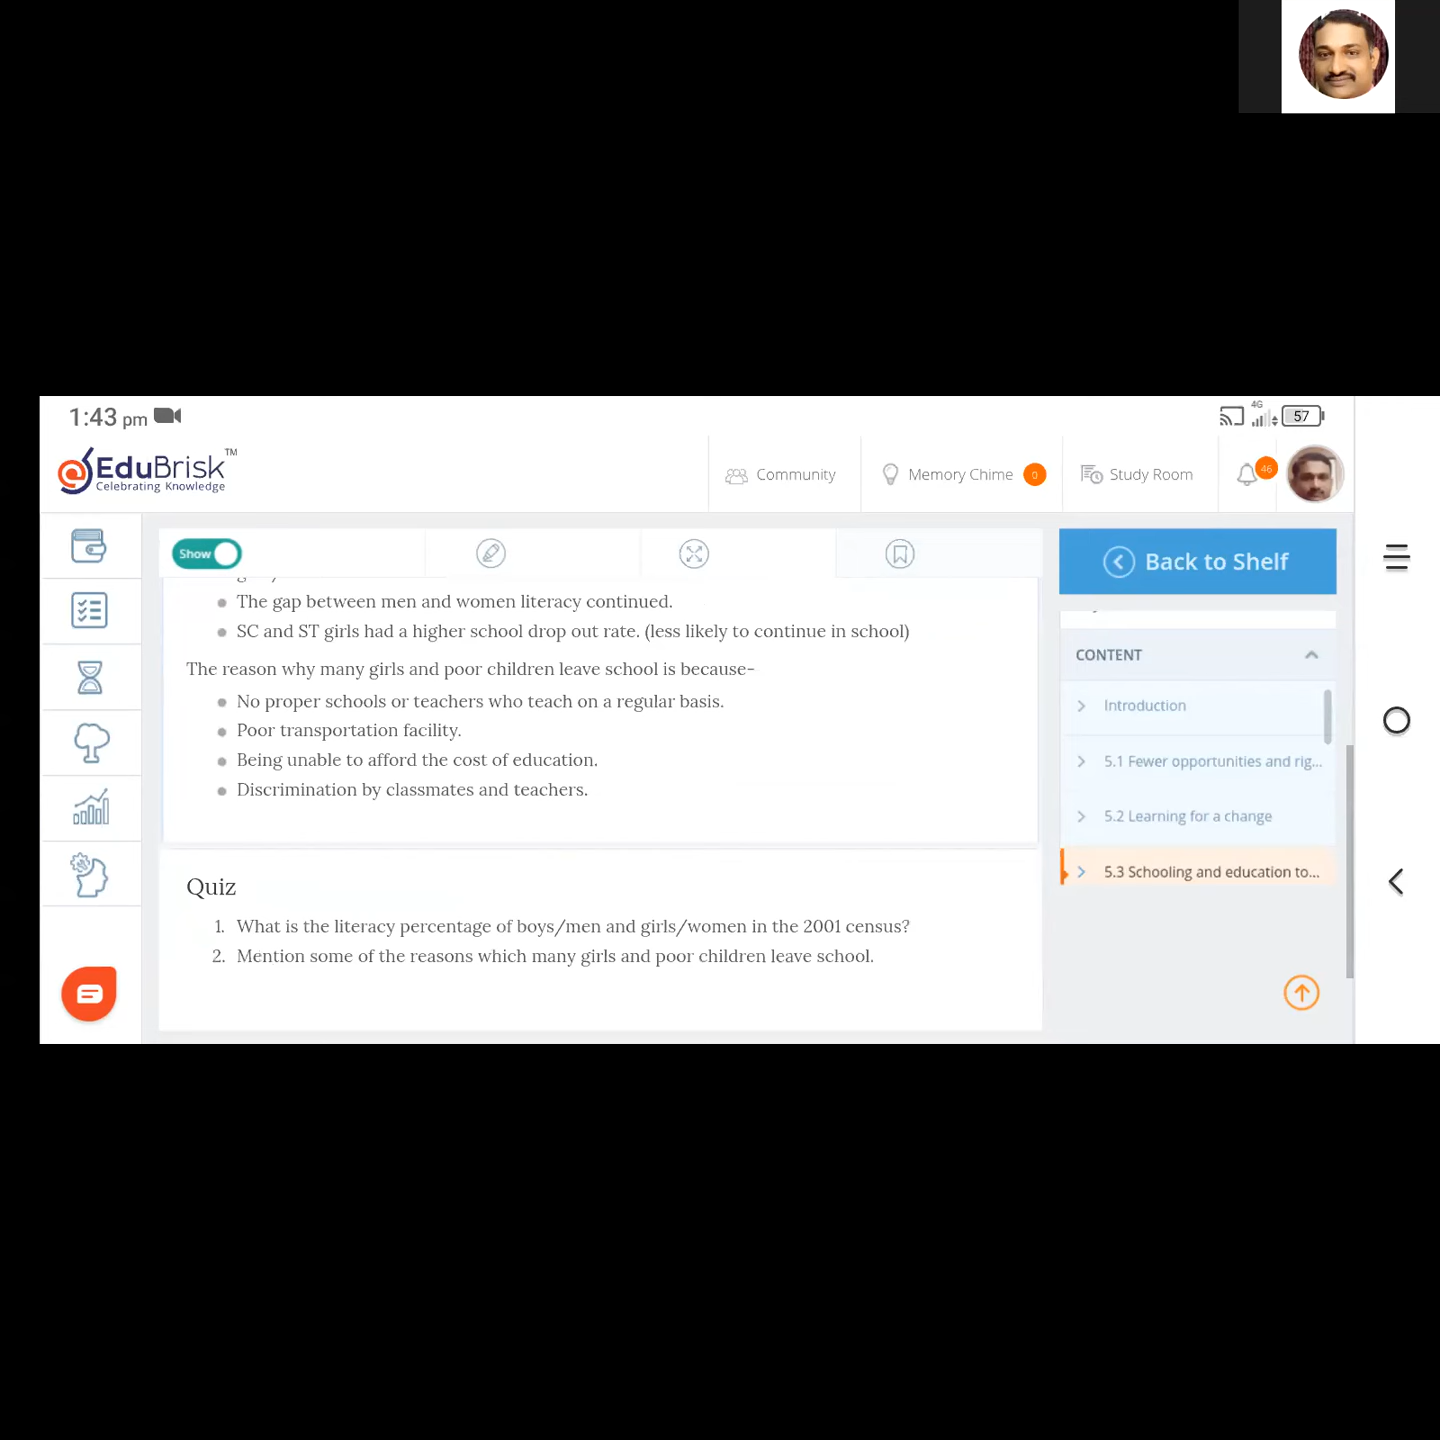 1:43 pm
4G
57
EduBrisk TM
Celebrating Knowledge
Community
Memory Chime 0
Study Room
46
Show
Back to Shelf
The gap between men and women literacy continued.
SC and ST girls had a higher school drop out rate. (less likely to continue in school)
The reason why many girls and poor children leave school is because-
No proper schools or teachers who teach on a regular basis.
Poor transportation facility.
Being unable to afford the cost of education.
Discrimination by classmates and teachers.
Quiz
1. What is the literacy percentage of boys/men and girls/women in the 2001 census?
2. Mention some of the reasons which many girls and poor children leave school.
CONTENT
Introduction
5.1 Fewer opportunities and rig...
5.2 Learning for a change
5.3 Schooling and education to...